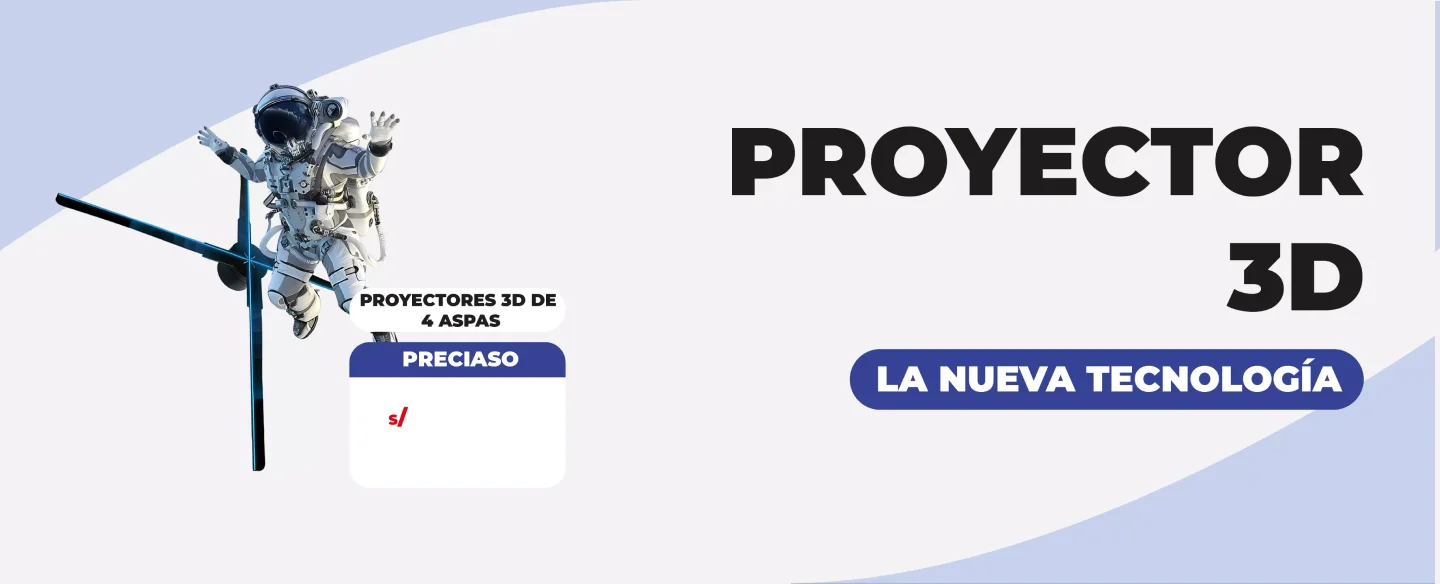 PROYECTOR
3D
LA NUEVA TECNOLOGÍA
PROYECTORES 3D DE
4 ASPAS
PRECIASO
s/